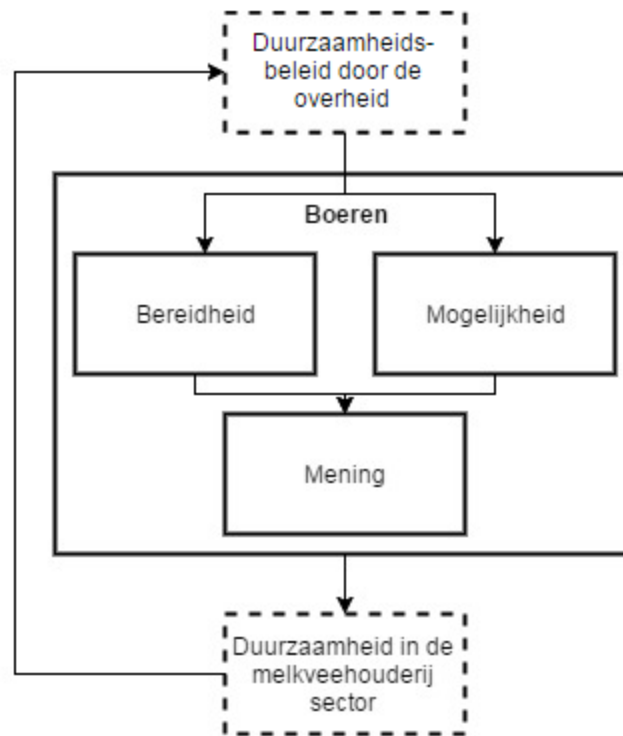 Duurzaamheids-
beleid door de
overheid
Boeren
Bereidheid
Mogelijkheid
Mening
Duurzaamheid in de
melkveehouderij
sector